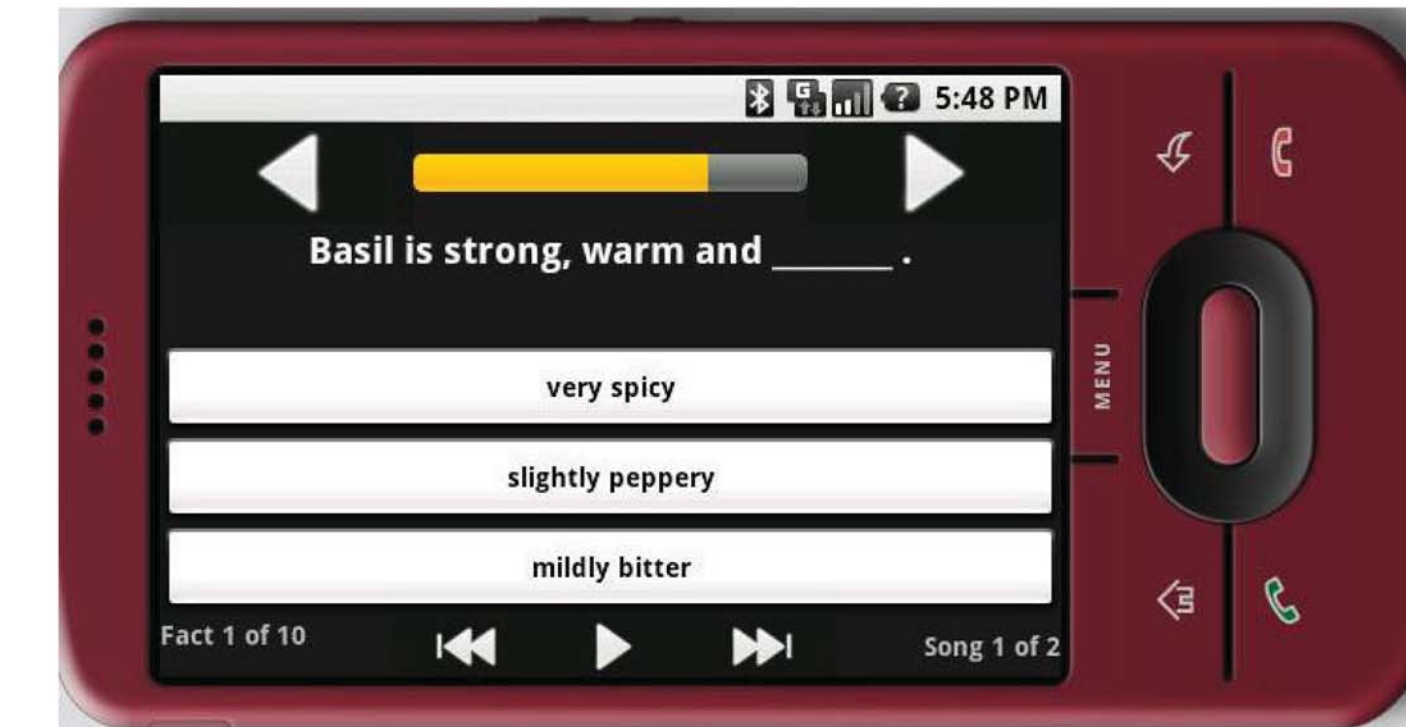 5:48 PM
Basil is strong, warm and _______ .
very spicy
slightly peppery
mildly bitter
Fact 1 of 10
Song 1 of 2
MENU